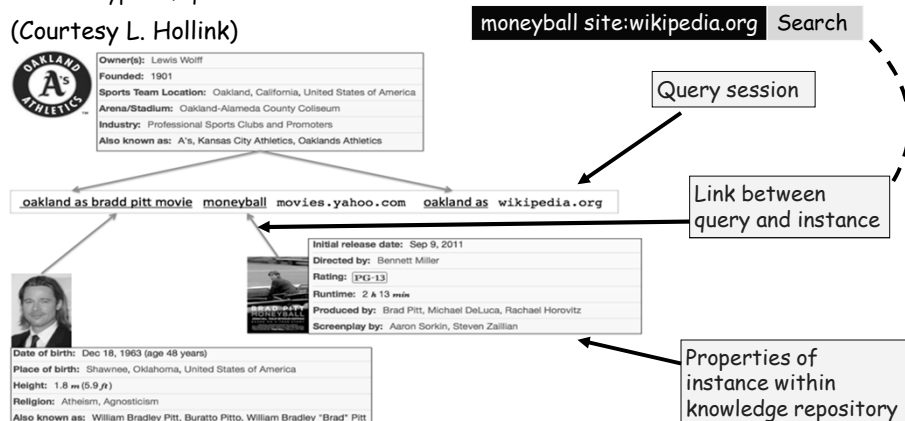 (Courtesy L. Hollink)
moneyball site:wikipedia.org Search
OAKLAND
A's
ATHLETICS
Owner(s): Lewis Wolff
Founded: 1901
Sports Team Location: Oakland, California, United States of America
Arena/Stadium: Oakland-Alameda County Coliseum
Industry: Professional Sports Clubs and Promoters
Also known as: A's, Kansas City Athletics, Oaklands Athletics
Query session
oakland as bradd pitt movie moneyball movies.yahoo.com oakland as wikipedia.org
Link between
query and instance
Initial release date: Sep 9, 2011
Directed by: Bennett Miller
Rating: PG-13
Runtime: 2 h 13 min
Produced by: Brad Pitt, Michael DeLuca, Rachael Horovitz
Screenplay by: Aaron Sorkin, Steven Zaillian
BRAD PITT
MONEYBALL
Date of birth: Dec 18, 1963 (age 48 years)
Place of birth: Shawnee, Oklahoma, United States of America
Height: 1.8 m (5.9 ft)
Religion: Atheism, Agnosticism
Also known as: William Bradley Pitt, Buratto Pitto, William Bradley "Brad" Pitt
Properties of
instance within
knowledge repository